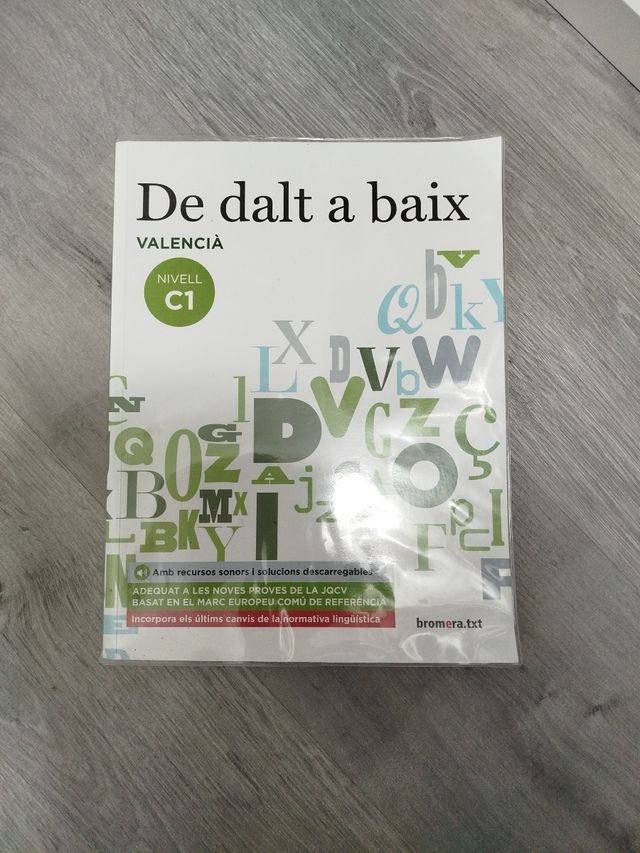 De dalt a baix
VALENCIÀ
NIVELL
C1
Amb recursos sonors i solucions descarregables
ADEQUAT A LES NOVES PROVES DE LA JQCV
BASAT EN EL MARC EUROPEU COMÚ DE REFERÈNCIA
Incorpora els últims canvis de la normativa lingüística
bromera.txt